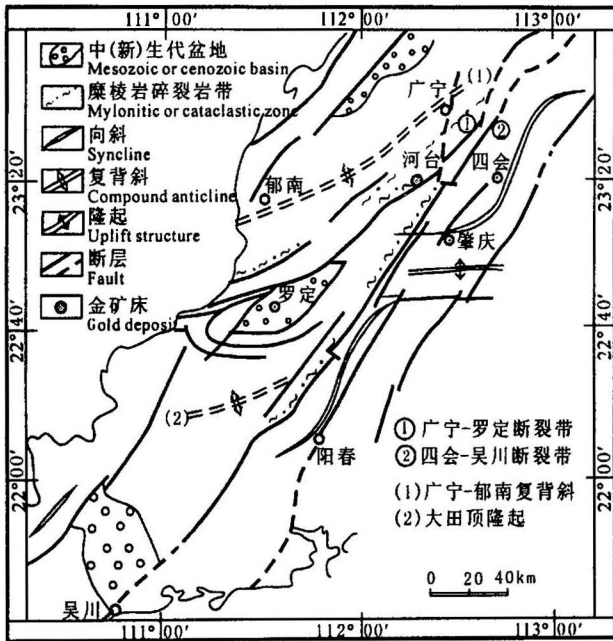 111°00′ 112°00′ 113°00′
中(新)生代盆地
Mesozoic or cenozoic basin
糜棱岩碎裂岩带
Mylonitic or cataclastic zone
向斜
Syncline
复背斜
Compound anticline
隆起
Uplift structure
断层
Fault
金矿床
Gold deposit
23°20′
22°40′
22°00′
23°20′
22°40′
22°00′
广宁
(1)
①
②
河台
四会
郁南
肇庆
罗定
(2)
阳春
吴川
①广宁-罗定断裂带
②四会-吴川断裂带
(1)广宁-郁南复背斜
(2)大田顶隆起
0 20 40km
111°00′ 112°00′ 113°00′